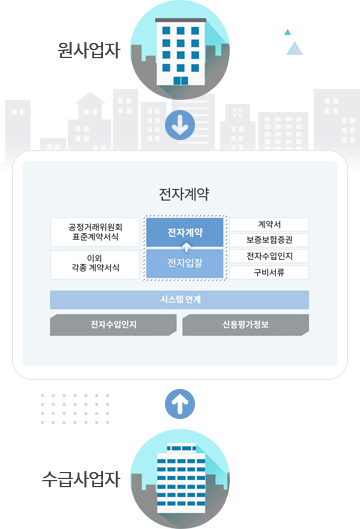 원사업자
전자계약
공정거래위원회
표준계약서식
이외
각종 계약서식
전자계약
전자입찰
계약서
보증보험증권
전자수입인지
구비서류
시스템 연계
전자수입인지
신용평가정보
수급사업자